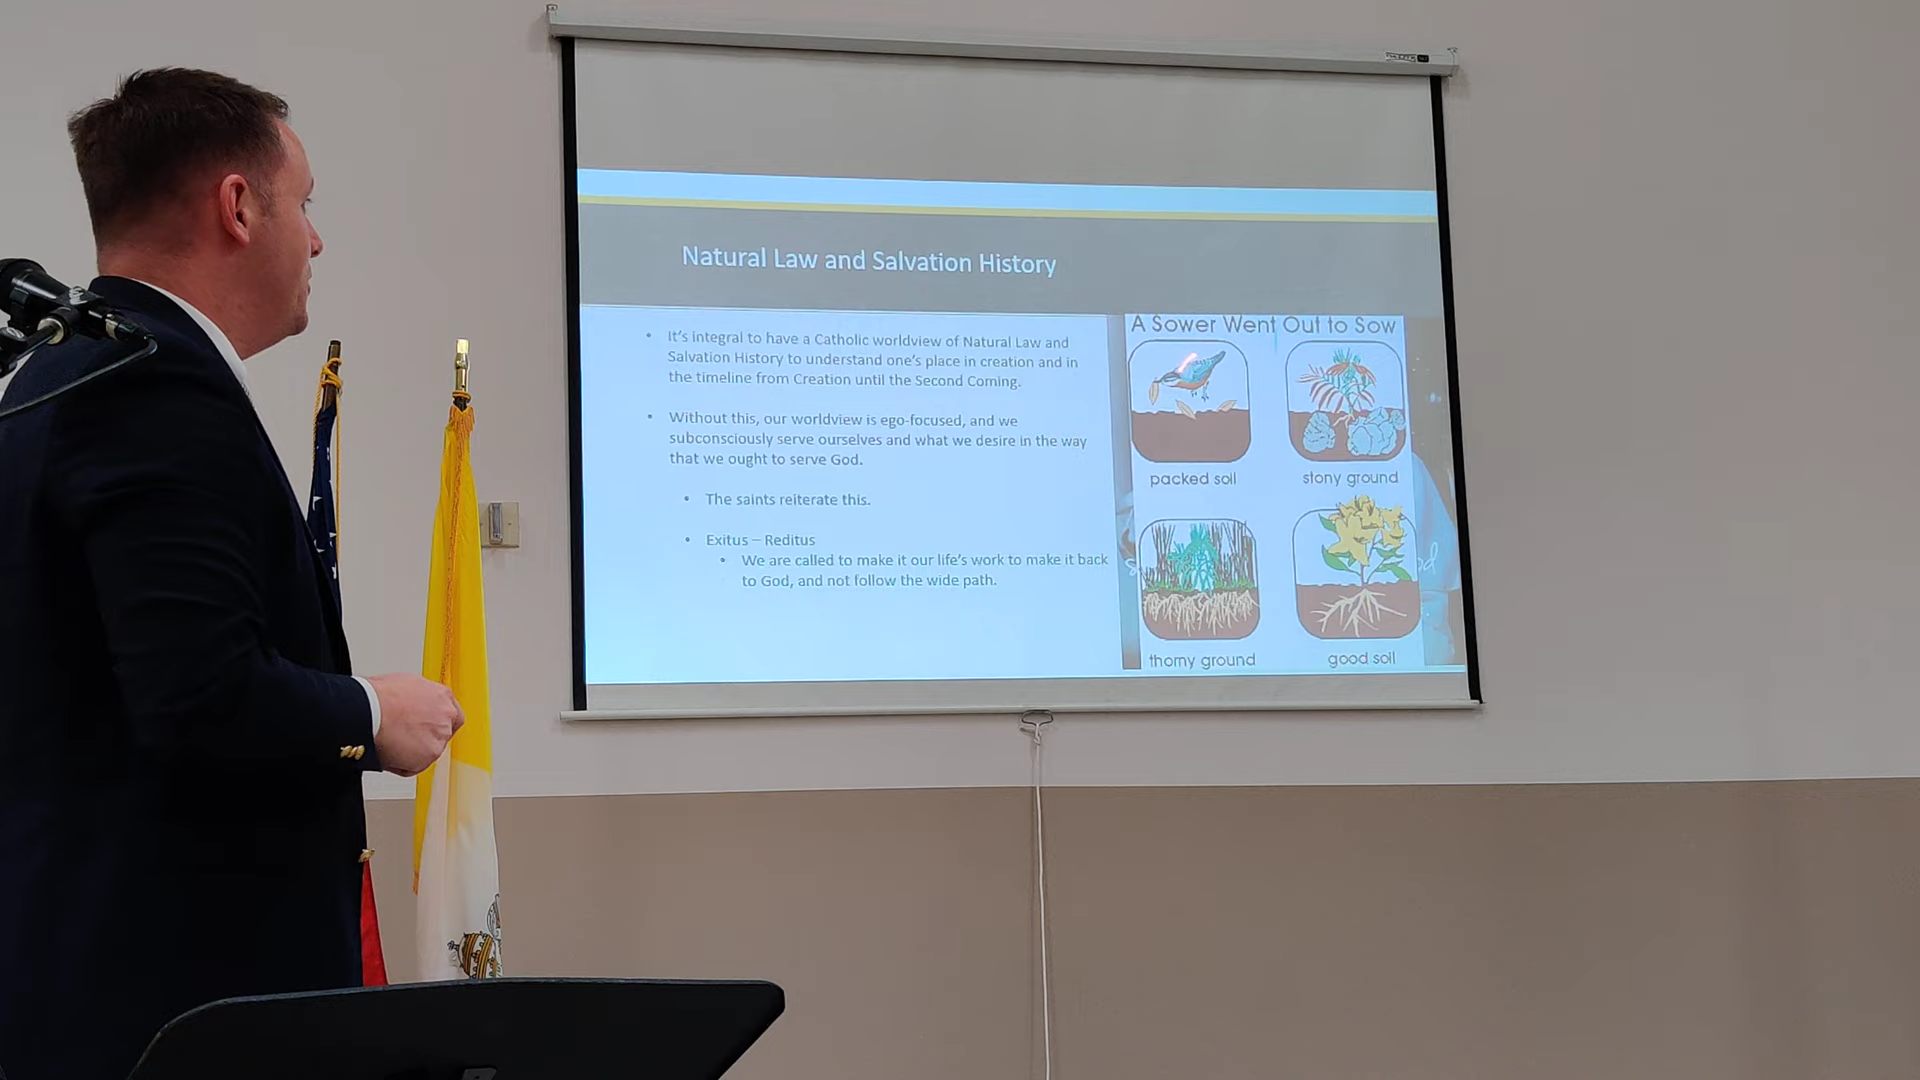 Natural Law and Salvation History
• It's integral to have a Catholic worldview of Natural Law and
Salvation History to understand one's place in creation and in
the timeline from Creation until the Second Coming.
• Without this, our worldview is ego-focused, and we
subconsciously serve ourselves and what we desire in the way
that we ought to serve God.
• The saints reiterate this.
• Exitus – Reditus
• We are called to make it our life's work to make it back
to God, and not follow the wide path.
A Sower Went Out to Sow
packed soil
stony ground
thorny ground
good soil